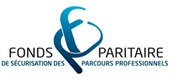 FONDS PARITAIRE
DE SÉCURISATION DES PARCOURS PROFESSIONNELS